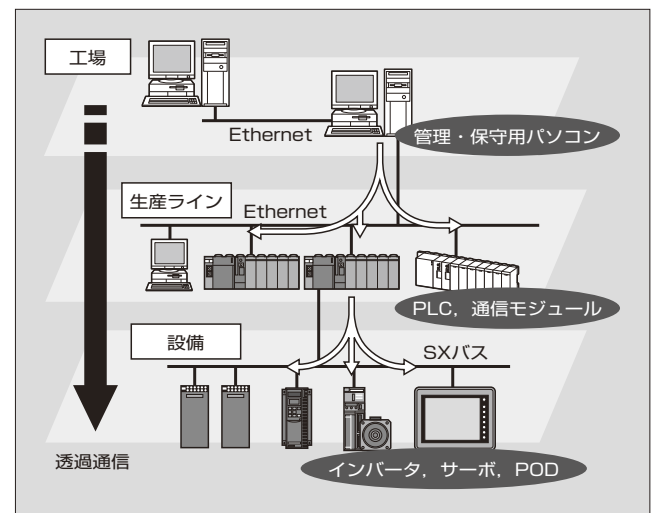 工場
Ethernet
管理・保守用パソコン
生産ライン
Ethernet
PLC，通信モジュール
設備
SXバス
透過通信
インバータ，サーボ，POD